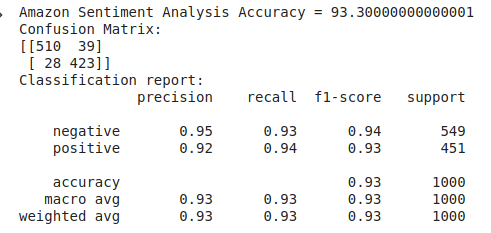 Amazon Sentiment Analysis Accuracy = 93.30000000000001
Confusion Matrix:
[[510  39]
 [ 28 423]]
Classification report:
              precision    recall  f1-score   support

    negative       0.95      0.93      0.94       549
    positive       0.92      0.94      0.93       451

    accuracy                           0.93      1000
   macro avg       0.93      0.93      0.93      1000
weighted avg       0.93      0.93      0.93      1000